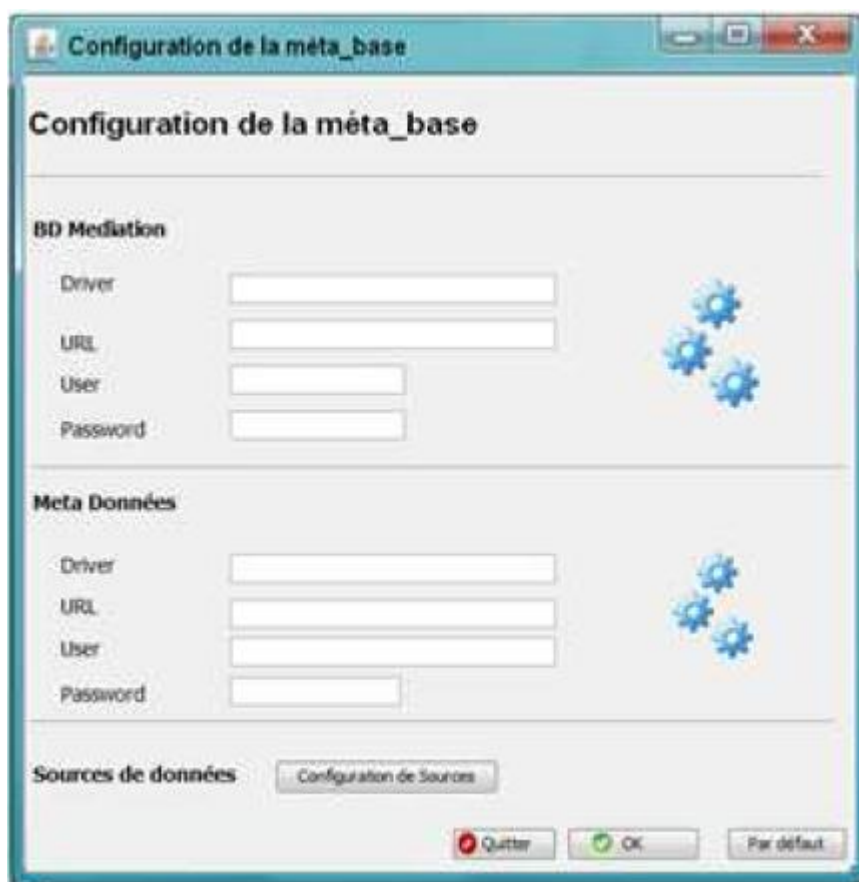 Configuration de la méta_base
Configuration de la méta_base
BD Mediation
Driver
URL
User
Password
Meta Données
Driver
URL
User
Password
Sources de données Configuration de Sources
Quitter OK Par défaut